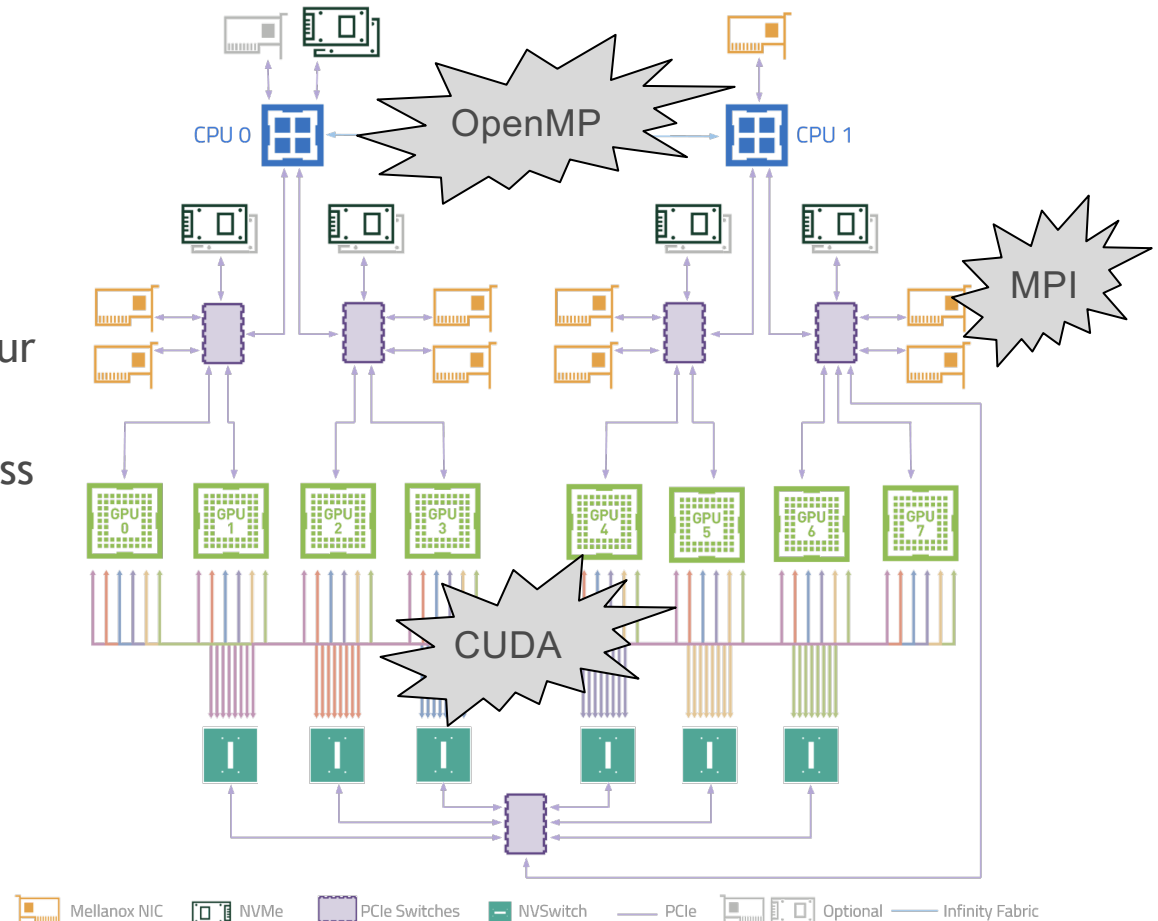 OpenMP
CPU 0
CPU 1
MPI
ur
ss
GPU 0
GPU 1
GPU 2
GPU 3
GPU 4
GPU 5
GPU 6
GPU 7
CUDA
Mellanox NIC NVMe PCIe Switches NVSwitch PCIe Optional Infinity Fabric